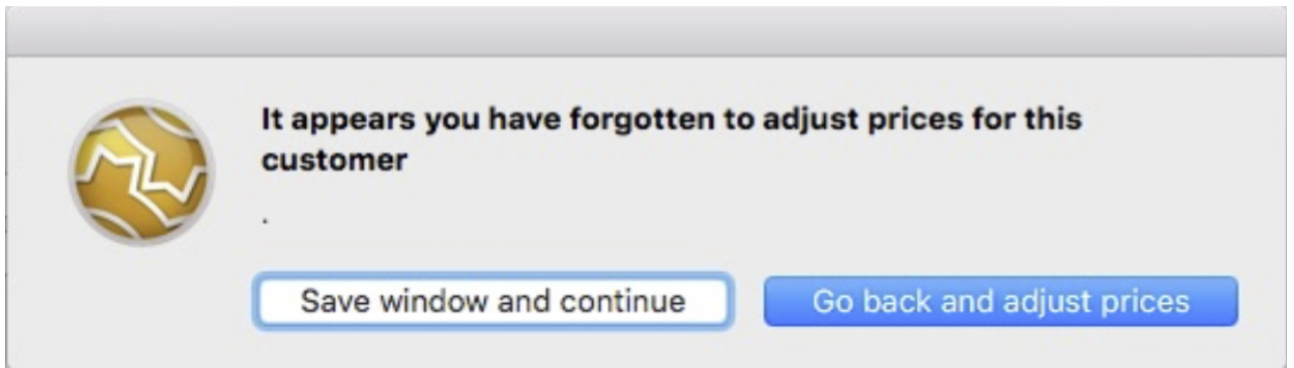 It appears you have forgotten to adjust prices for this
customer
.
Save window and continue
Go back and adjust prices